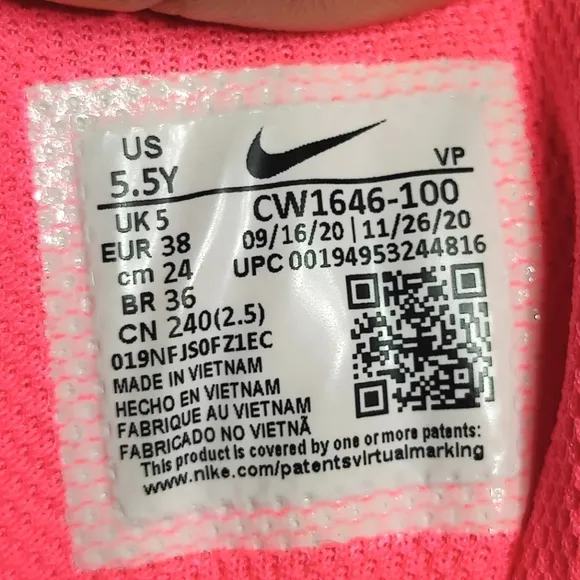 US
5.5Y
VP
UK 5
EUR 38
cm 24
BR 36
CN 240(2.5)
CW1646-100
09/16/20 | 11/26/20
UPC 00194953244816
019NFJS0FZ1EC
MADE IN VIETNAM
HECHO EN VIETNAM
FABRIQUE AU VIETNAM
FABRICADO NO VIETNÃ
This product is covered by one or more patents:
www.nike.com/patentsvirtualmarking